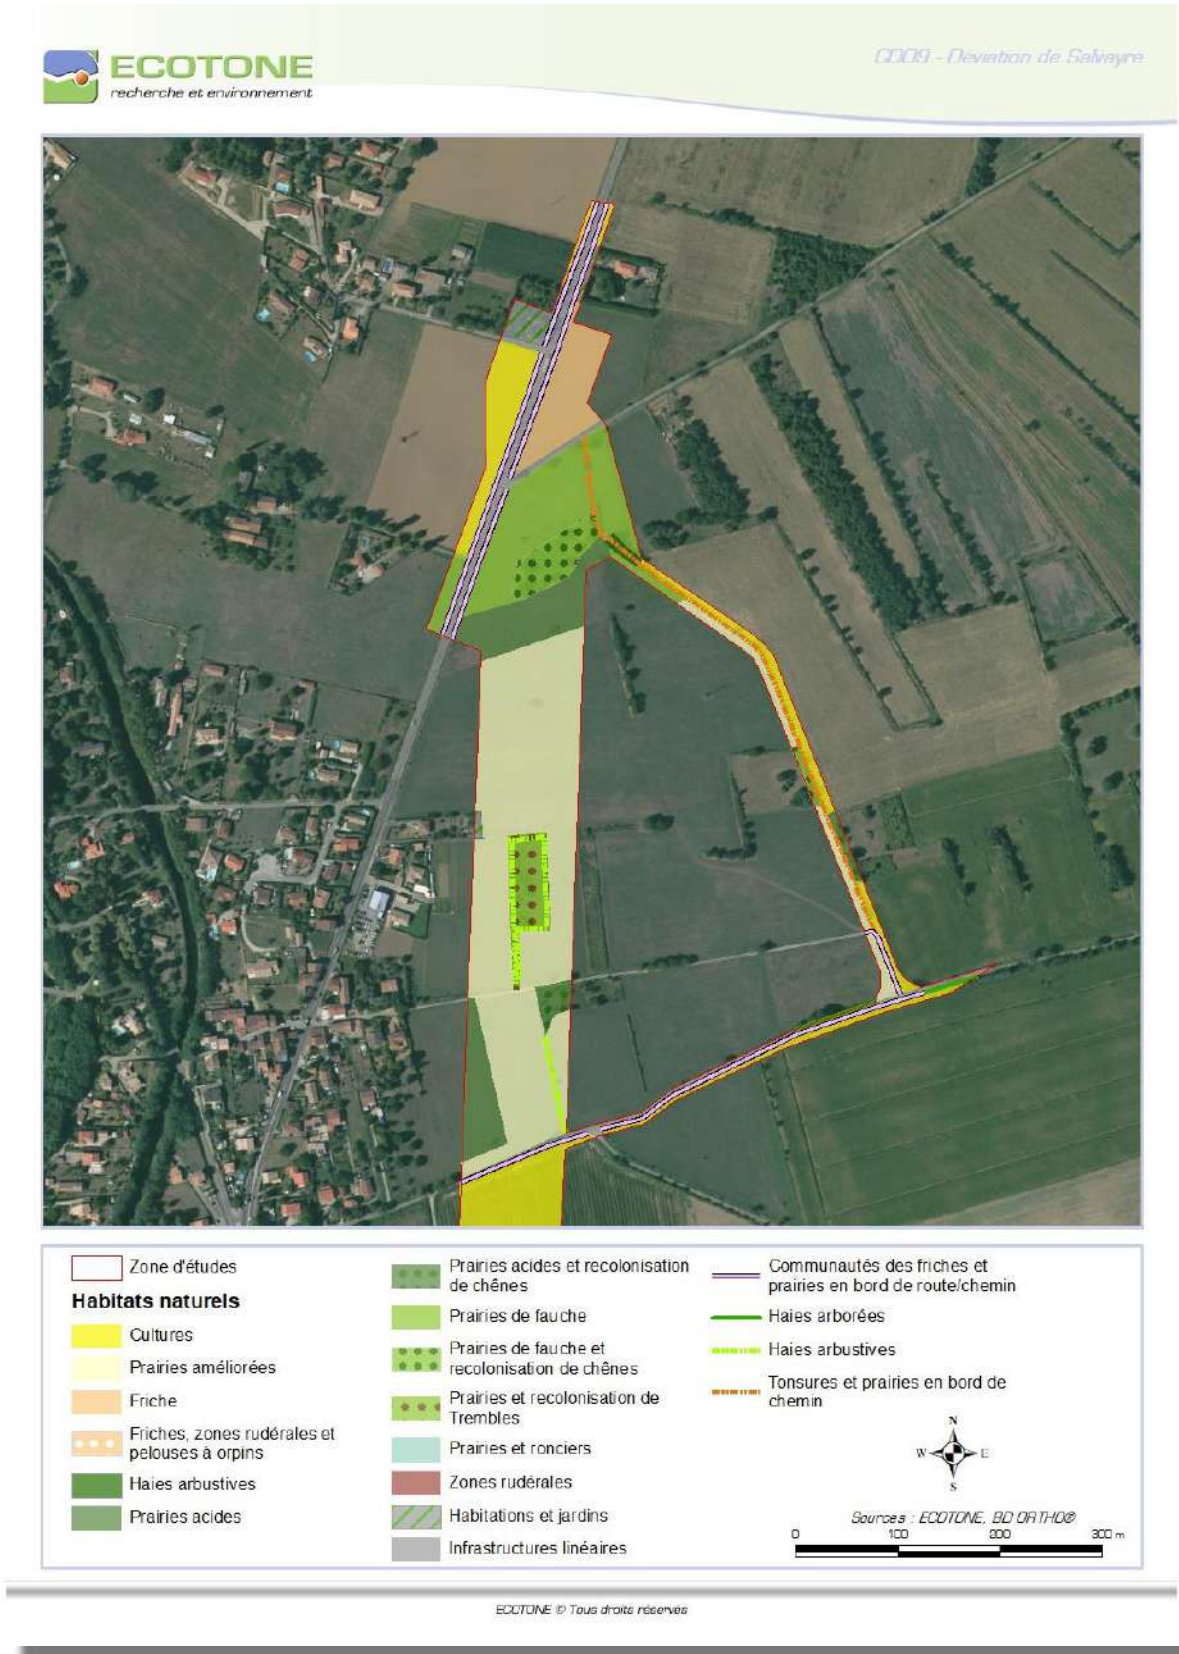 ECOTONE
recherche et environnement
CD09 - Déviation de Salvayre
Zone d'études
Habitats naturels
Cultures
Prairies améliorées
Friche
Friches, zones rudérales et
pelouses à orpins
Haies arbustives
Prairies acides
Prairies acides et recolonisation
de chênes
Prairies de fauche
Prairies de fauche et
recolonisation de chênes
Prairies et recolonisation de
Trembles
Prairies et ronciers
Zones rudérales
Habitations et jardins
Infrastructures linéaires
Communautés des friches et
prairies en bord de route/chemin
Haies arborées
Haies arbustives
Tonsures et prairies en bord de
chemin
N
W E
S
Sources : ECOTONE, BD ORTHO®
0 100 200 300 m
ECOTONE © Tous droits réservés